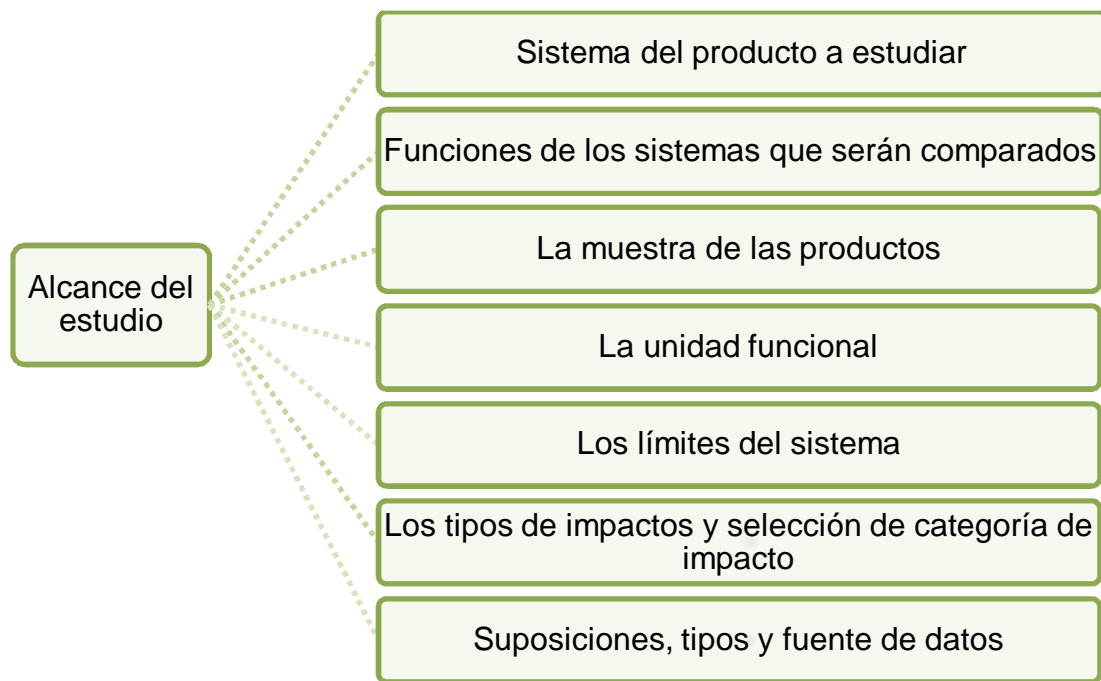 Sistema del producto a estudiar
Funciones de los sistemas que serán comparados
La muestra de las productos
Alcance del
estudio
La unidad funcional
Los límites del sistema
Los tipos de impactos y selección de categoría de
impacto
Suposiciones, tipos y fuente de datos